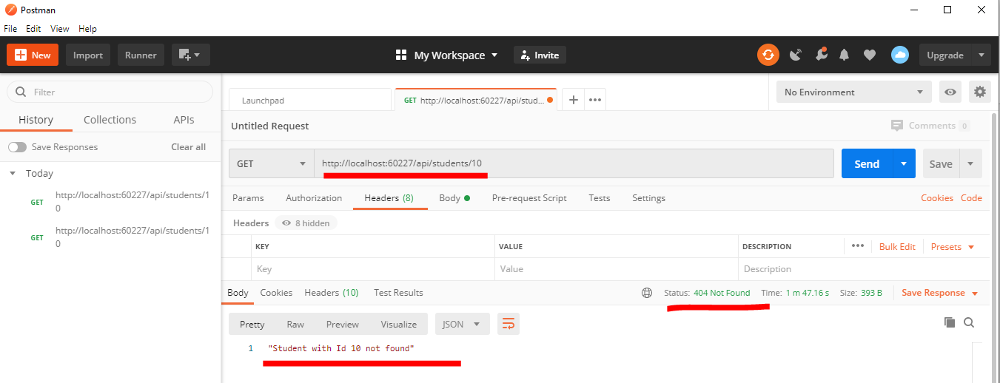 Postman
File Edit View Help
New Import Runner My Workspace Invite Upgrade
Filter
History Collections APIs
Save Responses Clear all
Today
GET http://localhost:60227/api/students/1
0
GET http://localhost:60227/api/students/1
0
Launchpad GET http://localhost:60227/api/stud... + ••• No Environment
Untitled Request Comments 0
GET http://localhost:60227/api/students/10 Send Save
Params Authorization Headers (8) Body Pre-request Script Tests Settings Cookies Code
Headers 8 hidden
KEY VALUE DESCRIPTION ••• Bulk Edit Presets
Key Value Description
Body Cookies Headers (10) Test Results Status: 404 Not Found Time: 1 m 47.16 s Size: 393 B Save Response
Pretty Raw Preview Visualize JSON
1 "Student with Id 10 not found"